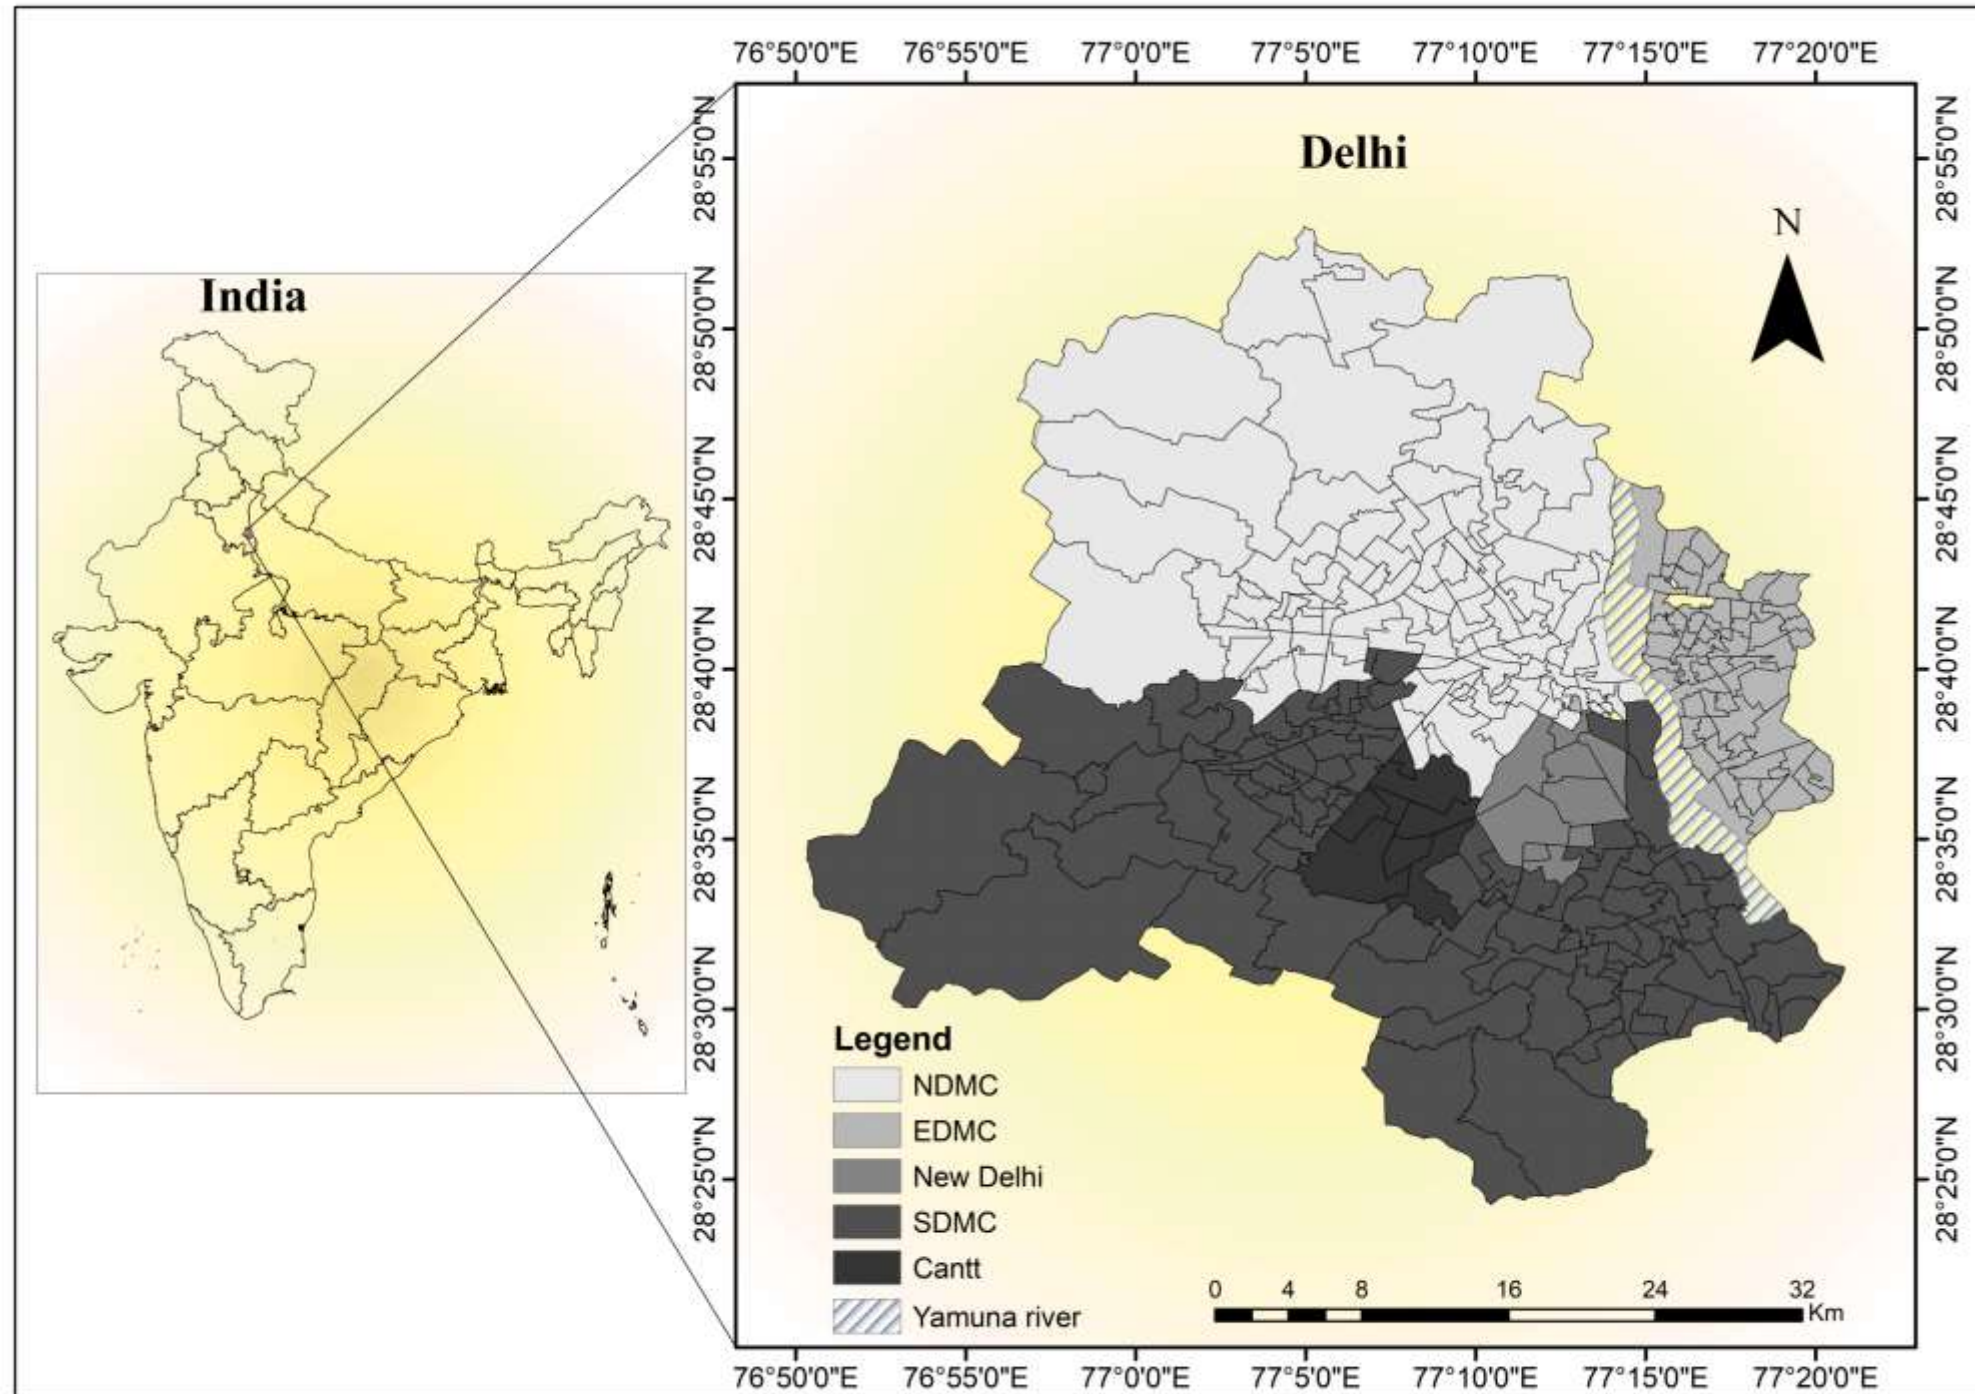 76°50'0"E 76°55'0"E 77°0'0"E 77°5'0"E 77°10'0"E 77°15'0"E 77°20'0"E
Delhi
N
India
28°55'0"N
28°50'0"N
28°45'0"N
28°40'0"N
28°35'0"N
28°30'0"N
28°25'0"N
28°55'0"N
28°50'0"N
28°45'0"N
28°40'0"N
28°35'0"N
28°30'0"N
28°25'0"N
Legend
NDMC
EDMC
New Delhi
SDMC
Cantt
Yamuna river
0 4 8 16 24 32
Km
76°50'0"E 76°55'0"E 77°0'0"E 77°5'0"E 77°10'0"E 77°15'0"E 77°20'0"E